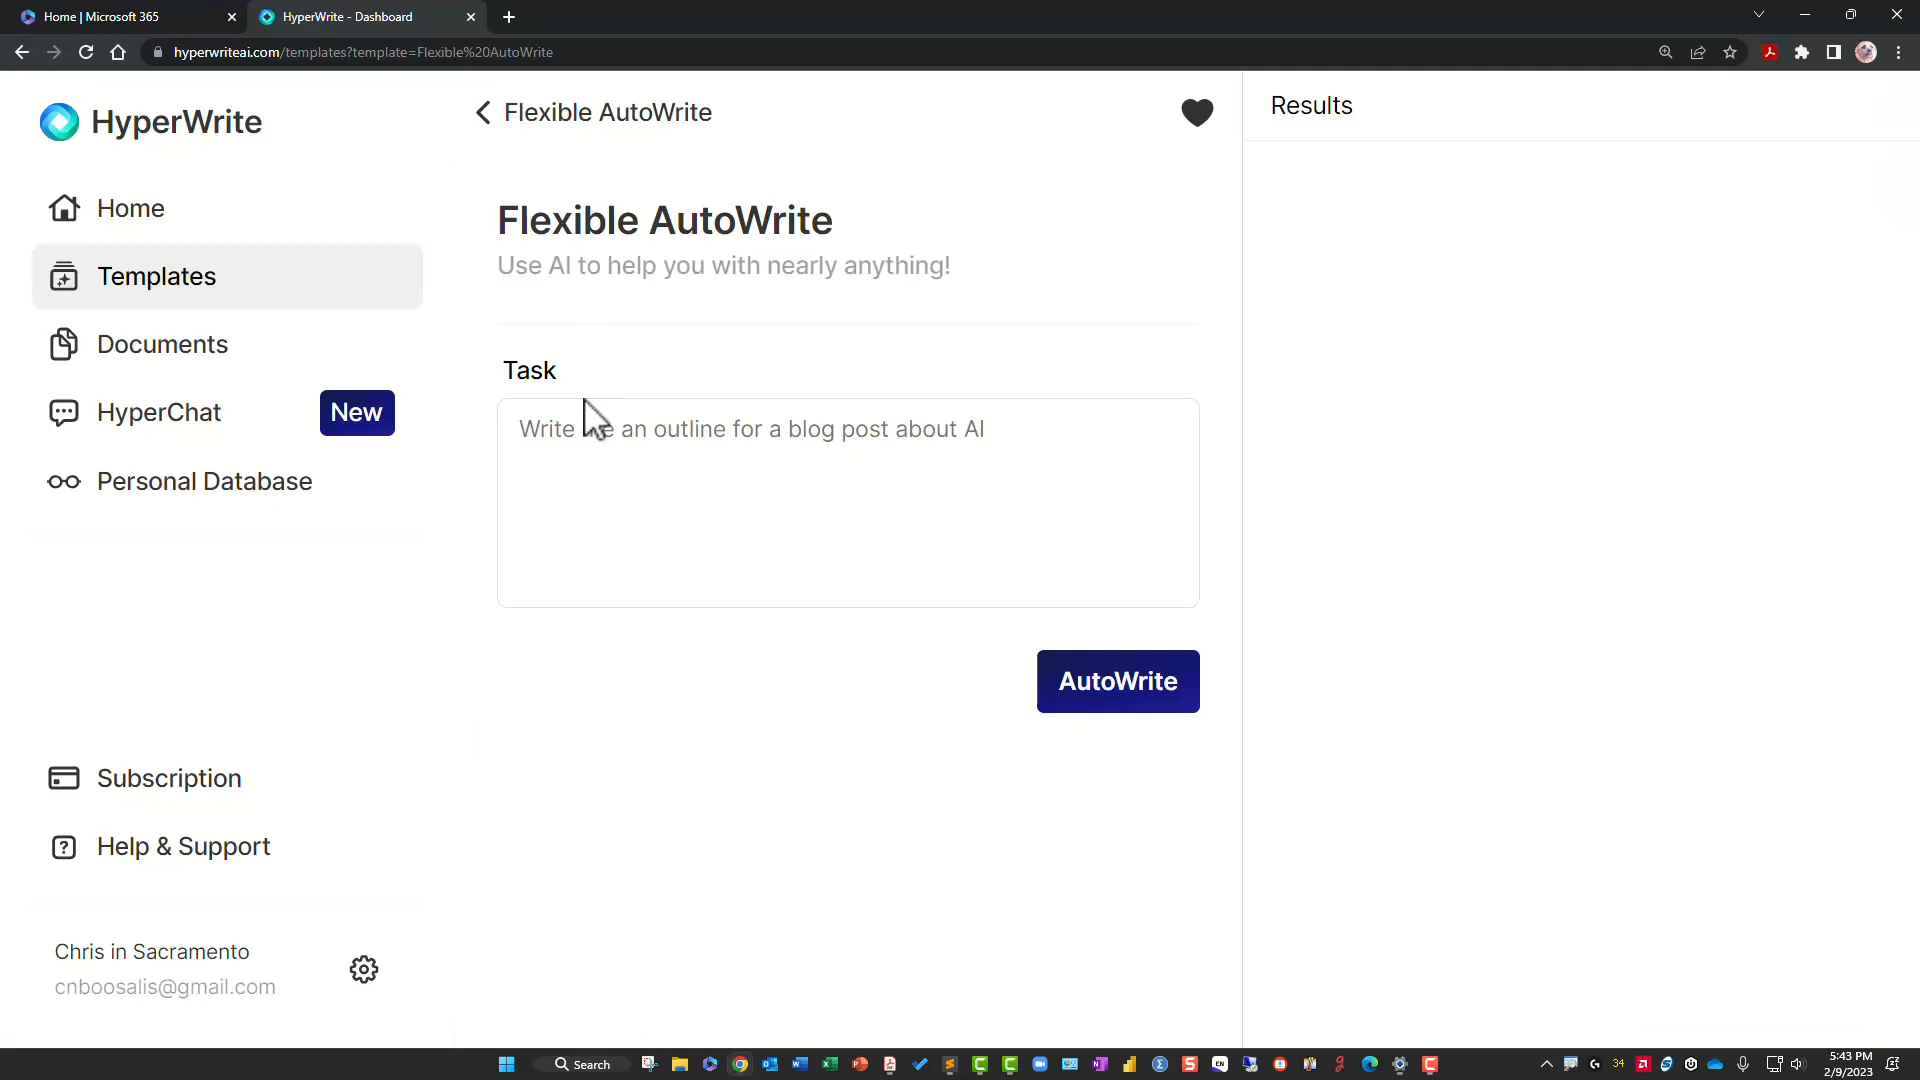 Home | Microsoft 365
HyperWrite - Dashboard
hyperwriteai.com/templates?template=Flexible%20AutoWrite
HyperWrite
Home
Templates
Documents
HyperChat
New
Personal Database
Subscription
Help & Support
Chris in Sacramento
cnboosalis@gmail.com
Flexible AutoWrite
Flexible AutoWrite
Use AI to help you with nearly anything!
Task
Write an outline for a blog post about AI
AutoWrite
Results
Search
34
5:43 PM
2/9/2023